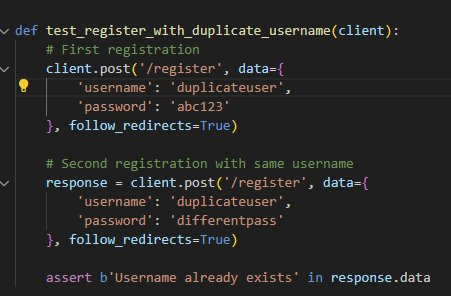 def test_register_with_duplicate_username(client):
    # First registration
    client.post('/register', data={
        'username': 'duplicateuser',
        'password': 'abc123'
    }, follow_redirects=True)

    # Second registration with same username
    response = client.post('/register', data={
        'username': 'duplicateuser',
        'password': 'differentpass'
    }, follow_redirects=True)

    assert b'Username already exists' in response.data